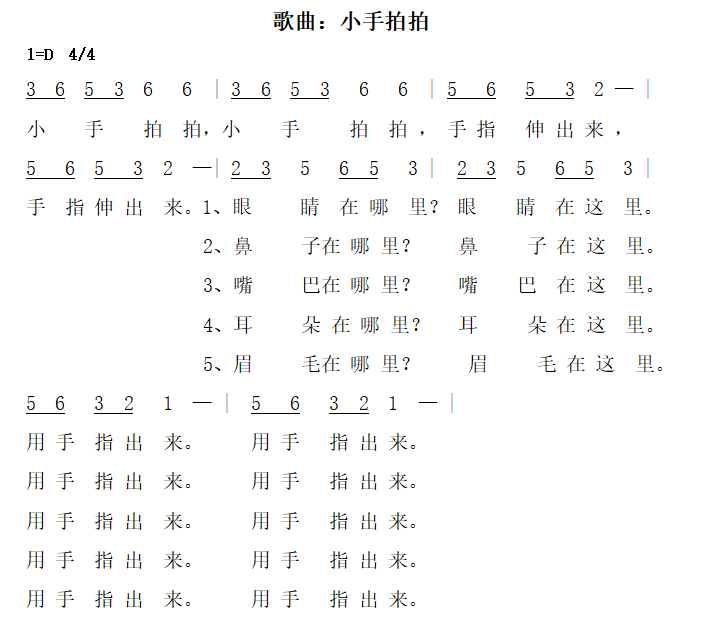 歌曲：小手拍拍
1=D 4/4
3 6 5 3 6 6 | 3 6 5 3 6 6 | 5 6 5 3 2 — |
小 手 拍 拍，小 手 拍 拍 ，手 指 伸 出 来 ，
5 6 5 3 2 —| 2 3 5 6 5 3 | 2 3 5 6 5 3 |
手 指 伸 出 来。1、眼 睛 在 哪 里？ 眼 睛 在 这 里。
2、鼻 子 在 哪 里？ 鼻 子 在 这 里。
3、嘴 巴 在 哪 里？ 嘴 巴 在 这 里。
4、耳 朵 在 哪 里？ 耳 朵 在 这 里。
5、眉 毛 在 哪 里？ 眉 毛 在 这 里。
5 6 3 2 1 — | 5 6 3 2 1 — |
用 手 指 出 来。 用 手 指 出 来。
用 手 指 出 来。 用 手 指 出 来。
用 手 指 出 来。 用 手 指 出 来。
用 手 指 出 来。 用 手 指 出 来。
用 手 指 出 来。 用 手 指 出 来。